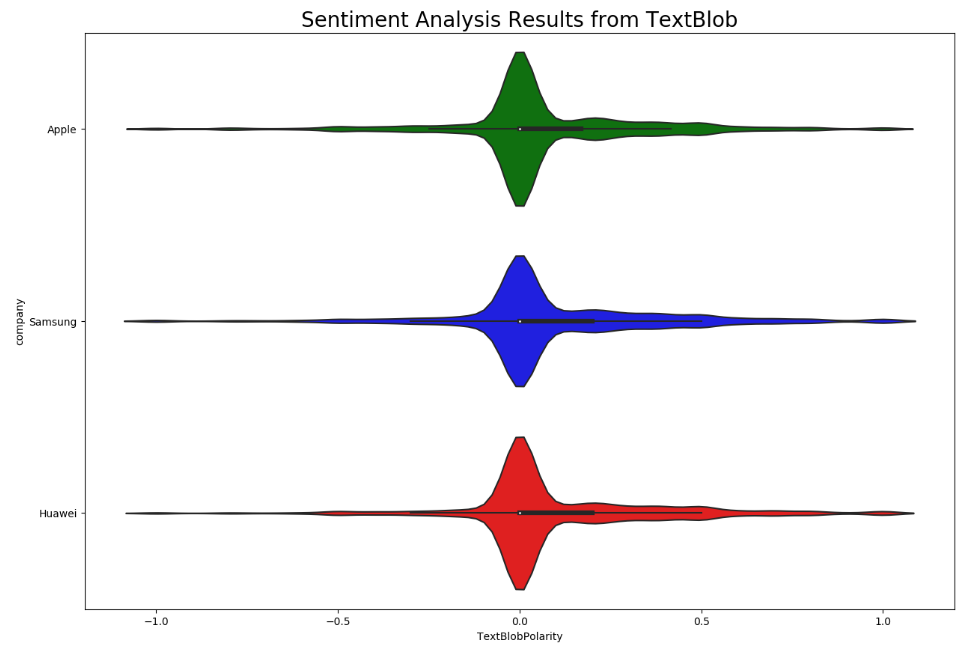 Sentiment Analysis Results from TextBlob
Apple
Samsung
Huawei
company
−1.0
−0.5
0.0
0.5
1.0
TextBlobPolarity